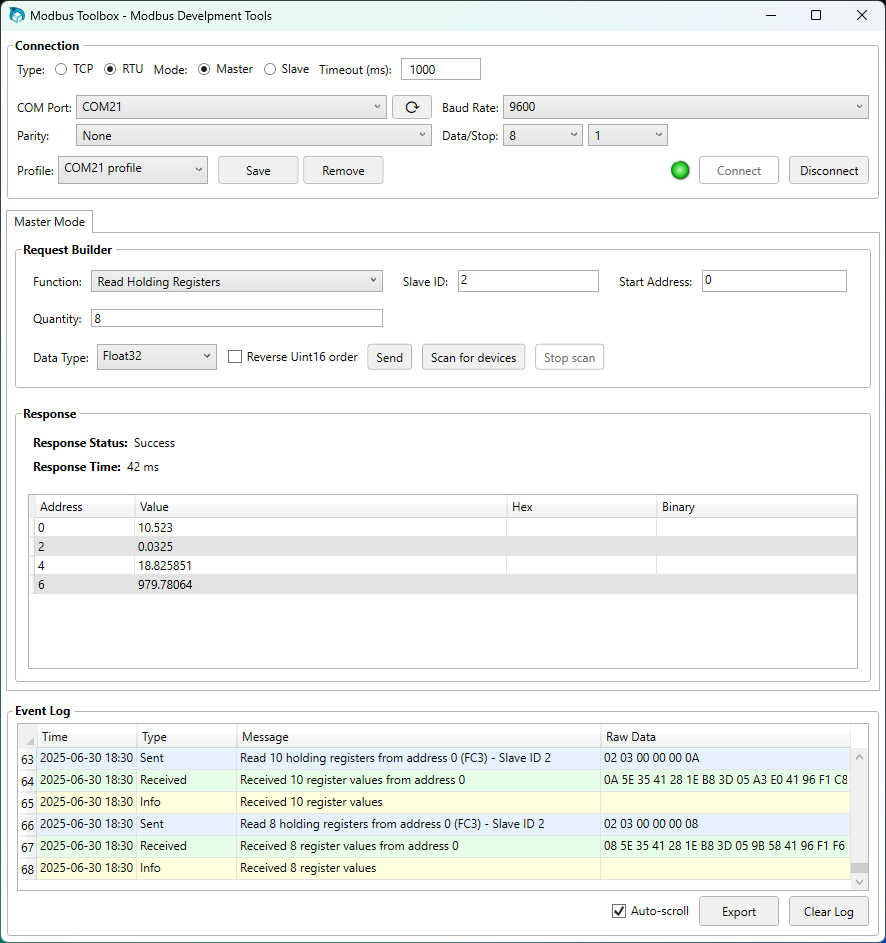 Modbus Toolbox - Modbus Develpment Tools
Connection
Type: TCP RTU Mode: Master Slave Timeout (ms): 1000
COM Port: COM21 Baud Rate: 9600
Parity: None Data/Stop: 8 1
Profile: COM21 profile Save Remove Connect Disconnect
Master Mode
Request Builder
Function: Read Holding Registers Slave ID: 2 Start Address: 0
Quantity: 8
Data Type: Float32 Reverse Uint16 order Send Scan for devices Stop scan
Response
Response Status: Success
Response Time: 42 ms
Address Value Hex Binary
0 10.523
2 0.0325
4 18.825851
6 979.78064
Event Log
Time Type Message Raw Data
63 2025-06-30 18:30 Sent Read 10 holding registers from address 0 (FC3) - Slave ID 2 02 03 00 00 00 0A
64 2025-06-30 18:30 Received Received 10 register values from address 0 0A 5E 35 41 28 1E B8 3D 05 A3 E0 41 96 F1 C8
65 2025-06-30 18:30 Info Received 10 register values
66 2025-06-30 18:30 Sent Read 8 holding registers from address 0 (FC3) - Slave ID 2 02 03 00 00 00 08
67 2025-06-30 18:30 Received Received 8 register values from address 0 08 5E 35 41 28 1E B8 3D 05 9B 58 41 96 F1 F6
68 2025-06-30 18:30 Info Received 8 register values
Auto-scroll Export Clear Log